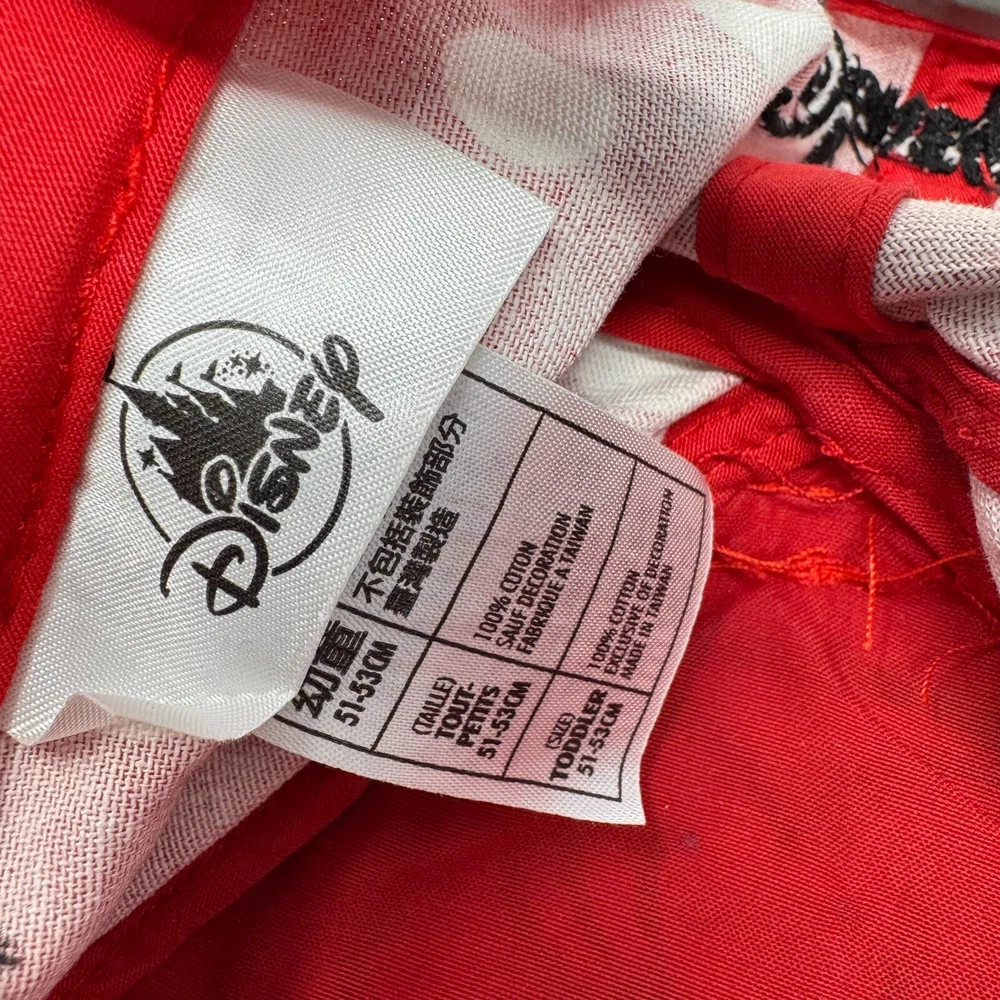 DISNEY
不包括裝飾部分
臺灣製造
幼童
51-53CM
100% COTON
SAUF DECORATION
FABRIQUE A TAIWAN
(TAILLE)
TOUT-
PETITS
51-53CM
100% COTTON
EXCLUSIVE OF DECORATION
MADE IN TAIWAN
(SIZE)
TODDLER
51-53CM